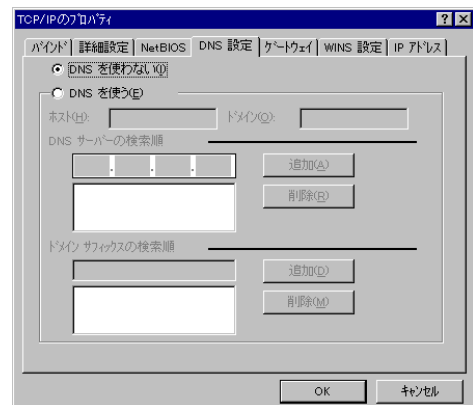 TCP/IPのプロパティ
バインド 詳細設定 NetBIOS DNS 設定 ゲートウェイ WINS 設定 IP アドレス
DNS を使わない(I)
DNS を使う(E)
ホスト(H): ドメイン(O):
DNS サーバーの検索順
追加(A)
削除(R)
ドメイン サフィックスの検索順
追加(D)
削除(M)
OK キャンセル